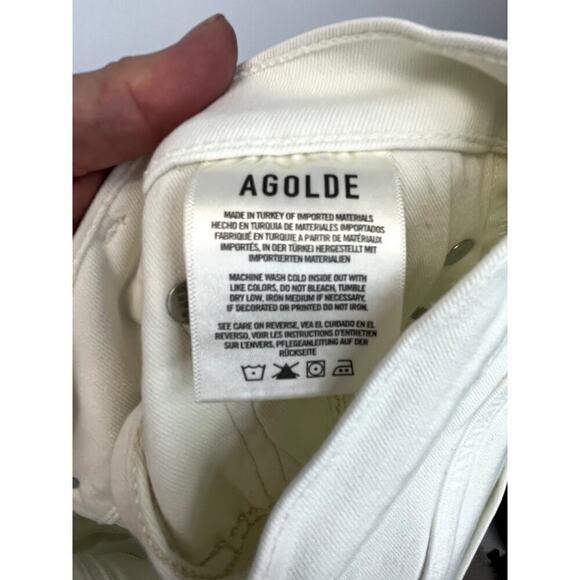 AGOLDE
MADE IN TURKEY OF IMPORTED MATERIALS
HECHO EN TURQUIA DE MATERIALES IMPORTADOS
FABRIQUÉ EN TURQUIE A PARTIR DE MATÉRIAUX
IMPORTÉS, IN DER TÜRKEI HERGESTELLT MIT
IMPORTIERTEN MATERIALIEN
MACHINE WASH COLD INSIDE OUT WITH
LIKE COLORS, DO NOT BLEACH, TUMBLE
DRY LOW, IRON MEDIUM IF NECESSARY,
IF DECORATED OR PRINTED DO NOT IRON.
SEE CARE ON REVERSE, VEA EL CUIDADO EN EL
REVERSO, VOIR LES INSTRUCTIONS D'ENTRETIEN
SUR L'ENVERS, PFLEGEANLEITUNG AUF DER
RÜCKSEITE